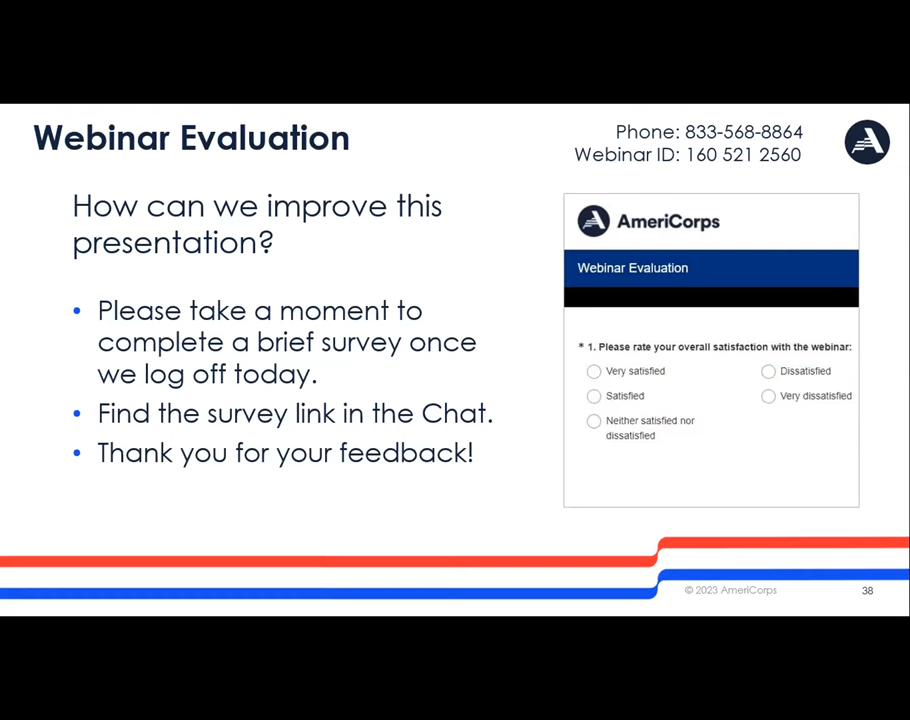 Webinar Evaluation
Phone: 833-568-8864
Webinar ID: 160 521 2560
How can we improve this
presentation?
• Please take a moment to
complete a brief survey once
we log off today.
• Find the survey link in the Chat.
• Thank you for your feedback!
AmeriCorps
Webinar Evaluation
* 1. Please rate your overall satisfaction with the webinar:
Very satisfied
Satisfied
Neither satisfied nor
dissatisfied
Dissatisfied
Very dissatisfied
© 2023 AmeriCorps
38